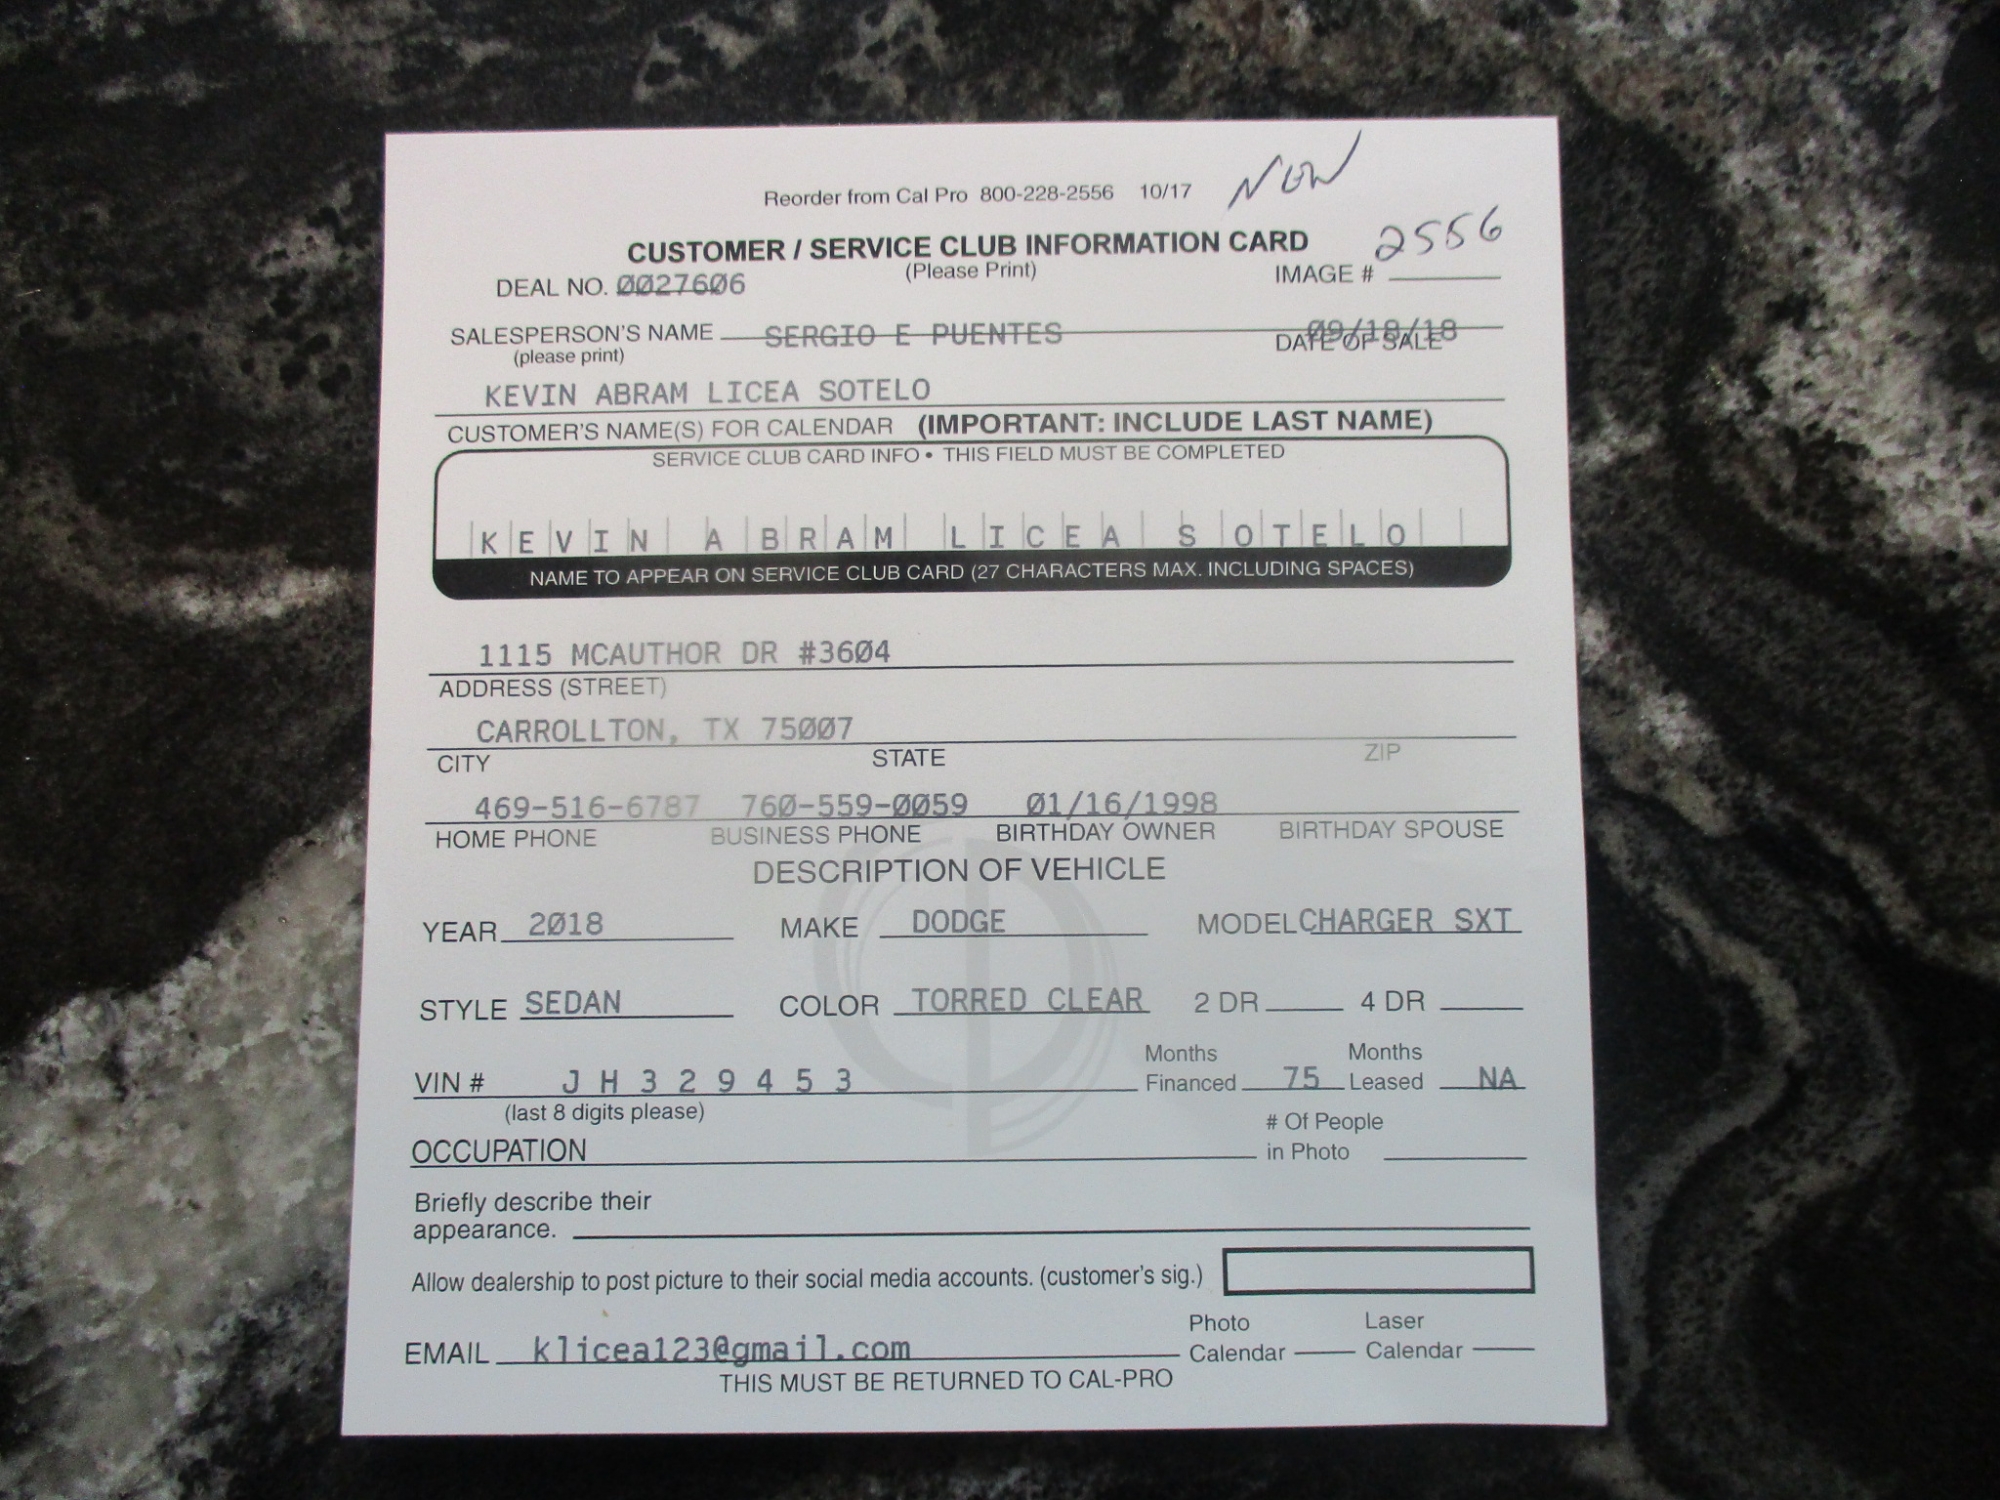 Reorder from Cal Pro 800-228-2556 10/17 NEW
CUSTOMER / SERVICE CLUB INFORMATION CARD 2556
DEAL NO. 0027606 (Please Print) IMAGE #
SALESPERSON'S NAME SERGIO E PUENTES 09/18/18
(please print) DATE OF SALE
KEVIN ABRAM LICEA SOTELO
CUSTOMER'S NAME(S) FOR CALENDAR (IMPORTANT: INCLUDE LAST NAME)
SERVICE CLUB CARD INFO • THIS FIELD MUST BE COMPLETED
KEVIN ABRAM LICEA SOTELO
NAME TO APPEAR ON SERVICE CLUB CARD (27 CHARACTERS MAX. INCLUDING SPACES)
1115 MCAUTHOR DR #3604
ADDRESS (STREET)
CARROLLTON, TX 75007
CITY STATE ZIP
469-516-6787 760-559-0059 01/16/1998
HOME PHONE BUSINESS PHONE BIRTHDAY OWNER BIRTHDAY SPOUSE
DESCRIPTION OF VEHICLE
YEAR 2018 MAKE DODGE MODEL CHARGER SXT
STYLE SEDAN COLOR TORRED CLEAR 2 DR 4 DR
Months Months
VIN # JH329453 Financed 75 Leased NA
(last 8 digits please)
# Of People
OCCUPATION in Photo
Briefly describe their
appearance.
Allow dealership to post picture to their social media accounts. (customer's sig.)
Photo Laser
EMAIL klicea123@gmail.com Calendar Calendar
THIS MUST BE RETURNED TO CAL-PRO